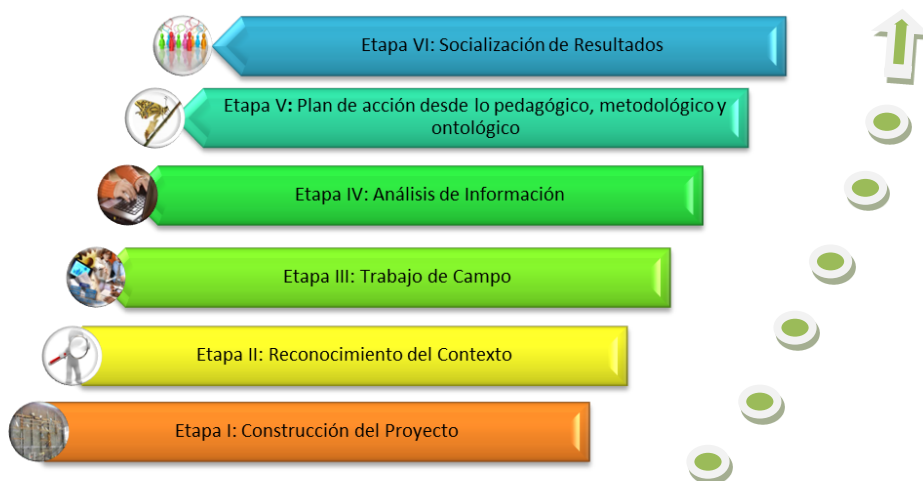 Etapa VI: Socialización de Resultados
Etapa V: Plan de acción desde lo pedagógico, metodológico y
ontológico
Etapa IV: Análisis de Información
Etapa III: Trabajo de Campo
Etapa II: Reconocimiento del Contexto
Etapa I: Construcción del Proyecto